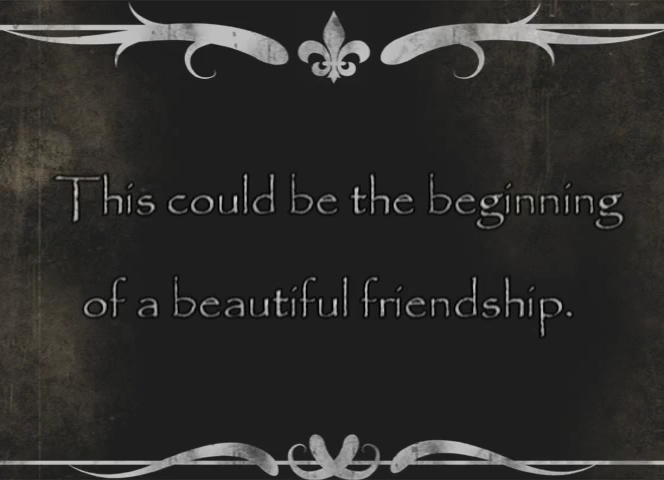 This could be the beginning
of a beautiful friendship.